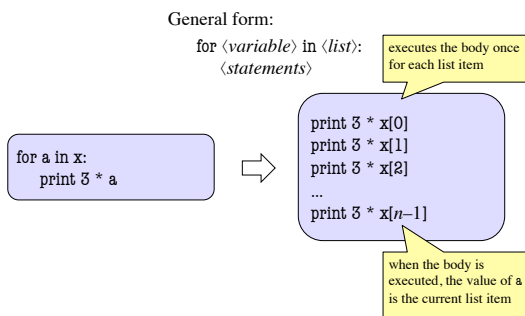 General form:
for ⟨variable⟩ in ⟨list⟩:
⟨statements⟩
executes the body once
for each list item
for a in x:
print 3 * a
print 3 * x[0]
print 3 * x[1]
print 3 * x[2]
...
print 3 * x[n–1]
when the body is
executed, the value of a
is the current list item